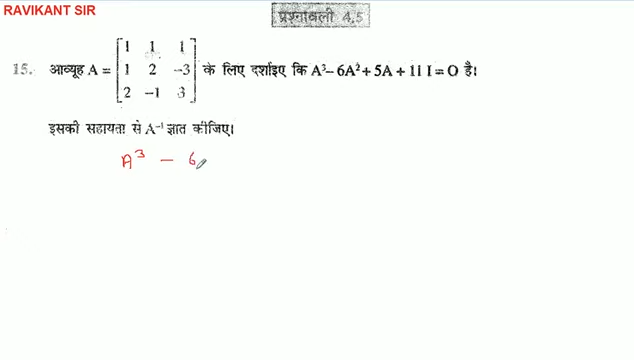 RAVIKANT SIR
प्रश्नावली 4.5
15. आव्यूह A = [1 1 1; 1 2 -3; 2 -1 3] के लिए दर्शाइए कि A³ – 6A² + 5A + 11 I = O है।
इसकी सहायता से A⁻¹ ज्ञात कीजिए।
A³ – 6